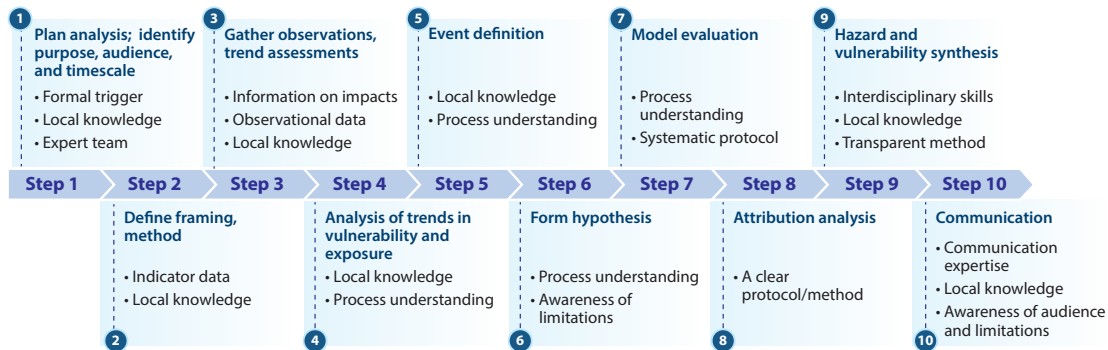 1
Plan analysis; identify
purpose, audience,
and timescale
• Formal trigger
• Local knowledge
• Expert team
3
Gather observations,
trend assessments
• Information on impacts
• Observational data
• Local knowledge
5
Event definition
• Local knowledge
• Process understanding
7
Model evaluation
• Process
understanding
• Systematic protocol
9
Hazard and
vulnerability synthesis
• Interdisciplinary skills
• Local knowledge
• Transparent method
Step 1
Step 2
Step 3
Step 4
Step 5
Step 6
Step 7
Step 8
Step 9
Step 10
Define framing,
method
• Indicator data
• Local knowledge
2
Analysis of trends in
vulnerability and
exposure
• Local knowledge
• Process understanding
4
Form hypothesis
• Process understanding
• Awareness of
limitations
6
Attribution analysis
• A clear
protocol/method
8
Communication
• Communication
expertise
• Local knowledge
• Awareness of audience
and limitations
10